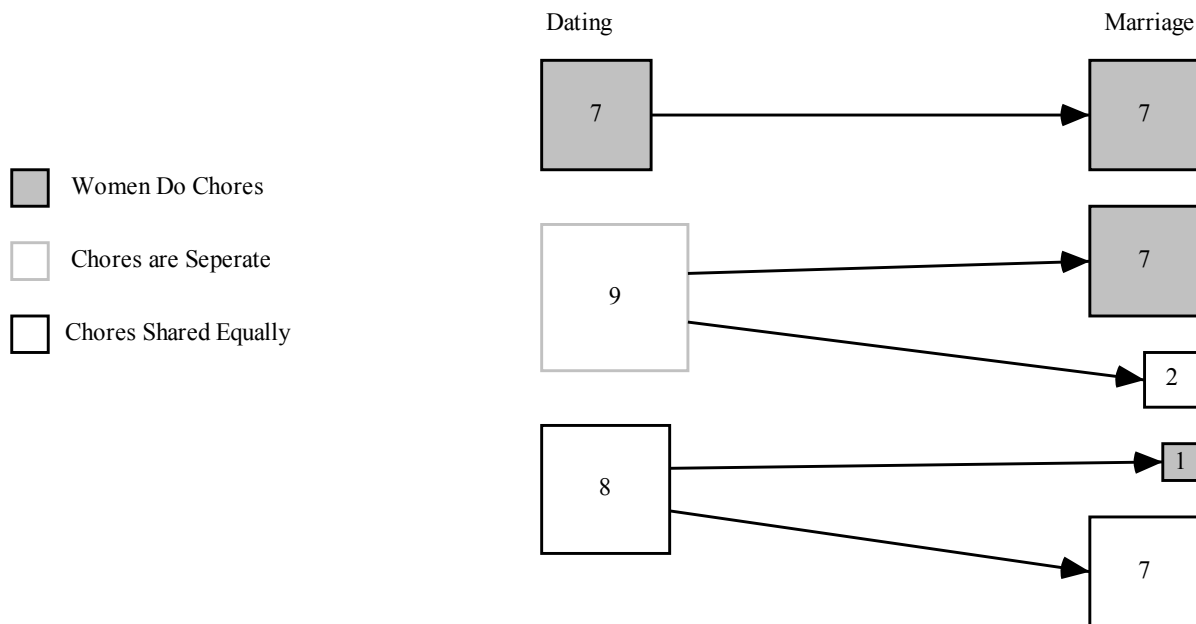 Dating Marriage
7 7
Women Do Chores
7
Chores are Seperate
9
Chores Shared Equally
2
1
8
7